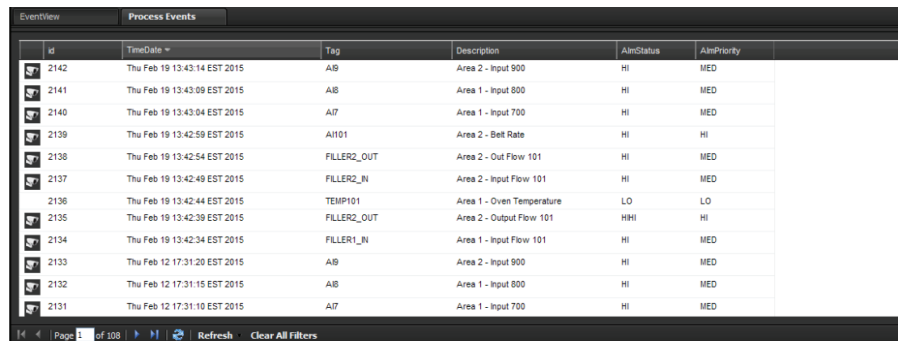 EventView Process Events
id TimeDate Tag Description AlmStatus AlmPriority
2142 Thu Feb 19 13:43:14 EST 2015 AI9 Area 2 - Input 900 HI MED
2141 Thu Feb 19 13:43:09 EST 2015 AI8 Area 1 - Input 800 HI MED
2140 Thu Feb 19 13:43:04 EST 2015 AI7 Area 1 - Input 700 HI MED
2139 Thu Feb 19 13:42:59 EST 2015 AI101 Area 2 - Belt Rate HI HI
2138 Thu Feb 19 13:42:54 EST 2015 FILLER2_OUT Area 2 - Out Flow 101 HI MED
2137 Thu Feb 19 13:42:49 EST 2015 FILLER2_IN Area 2 - Input Flow 101 HI MED
2136 Thu Feb 19 13:42:44 EST 2015 TEMP101 Area 1 - Oven Temperature LO LO
2135 Thu Feb 19 13:42:39 EST 2015 FILLER2_OUT Area 2 - Output Flow 101 HIHI HI
2134 Thu Feb 19 13:42:34 EST 2015 FILLER1_IN Area 1 - Input Flow 101 HI MED
2133 Thu Feb 12 17:31:20 EST 2015 AI9 Area 2 - Input 900 HI MED
2132 Thu Feb 12 17:31:15 EST 2015 AI8 Area 1 - Input 800 HI MED
2131 Thu Feb 12 17:31:10 EST 2015 AI7 Area 1 - Input 700 HI MED
Page 1 of 108 Refresh Clear All Filters